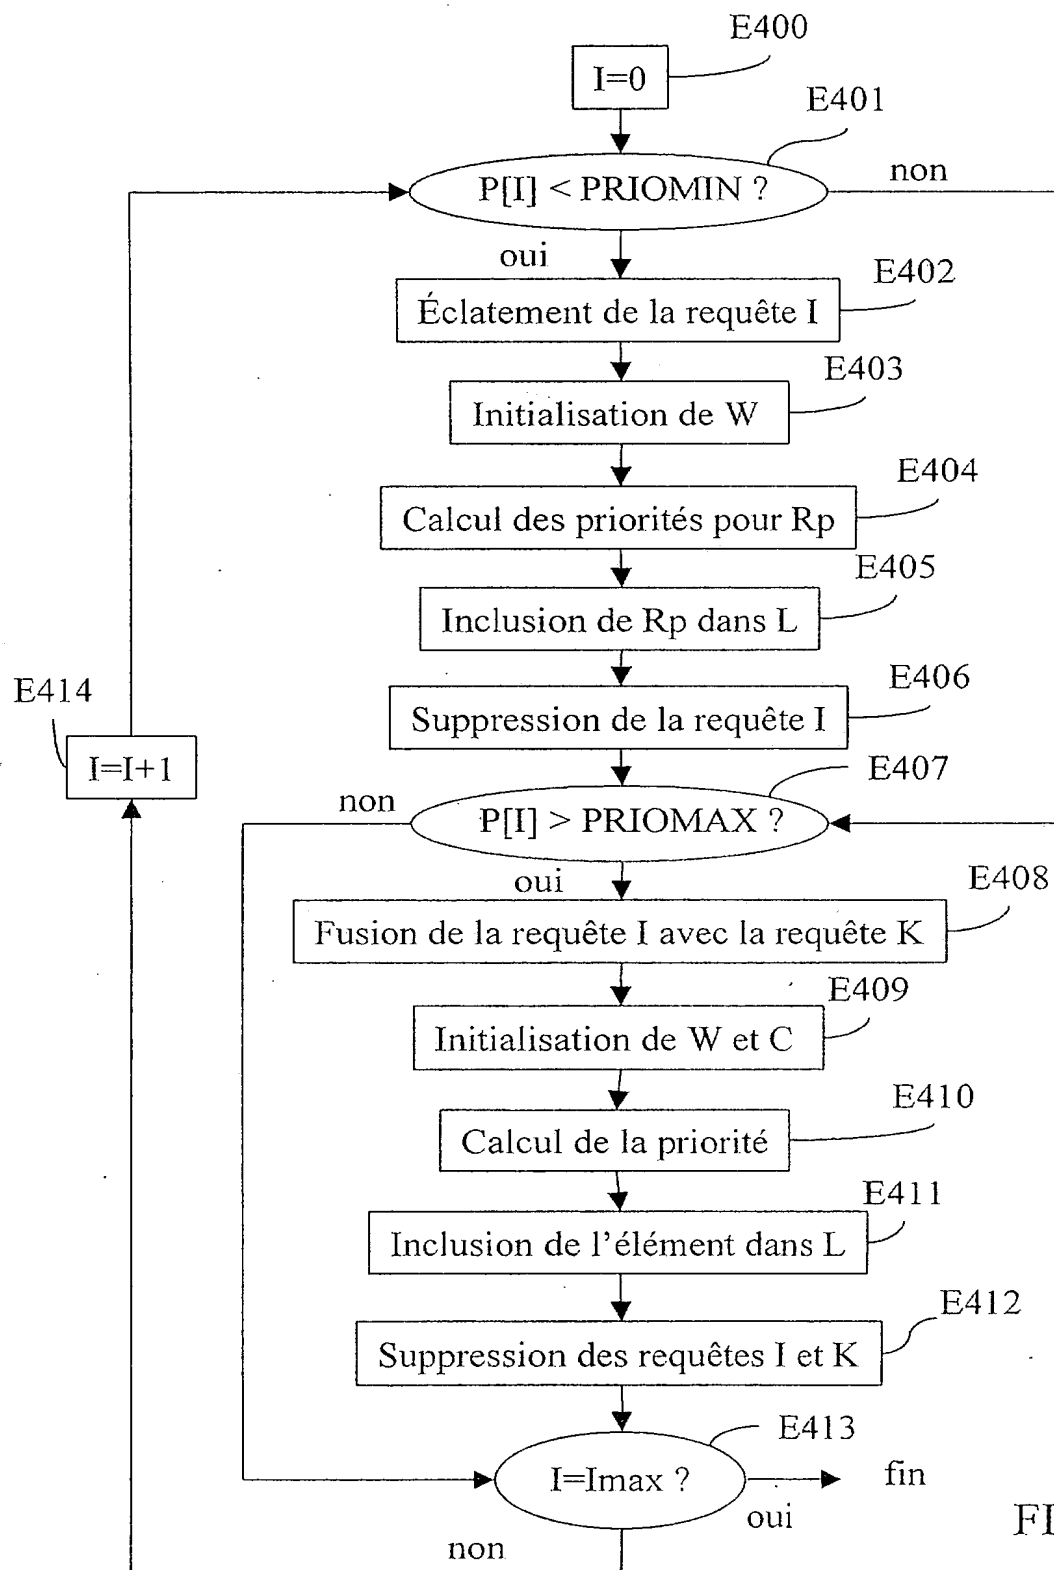 E400
I=0
E401
P[I] < PRIOMIN ?
non
oui
E402
Éclatement de la requête I
E403
Initialisation de W
E404
Calcul des priorités pour Rp
E405
Inclusion de Rp dans L
E406
Suppression de la requête I
E414
I=I+1
E407
non
P[I] > PRIOMAX ?
oui
E408
Fusion de la requête I avec la requête K
E409
Initialisation de W et C
E410
Calcul de la priorité
E411
Inclusion de l'élément dans L
E412
Suppression des requêtes I et K
E413
I=Imax ?
fin
oui
non